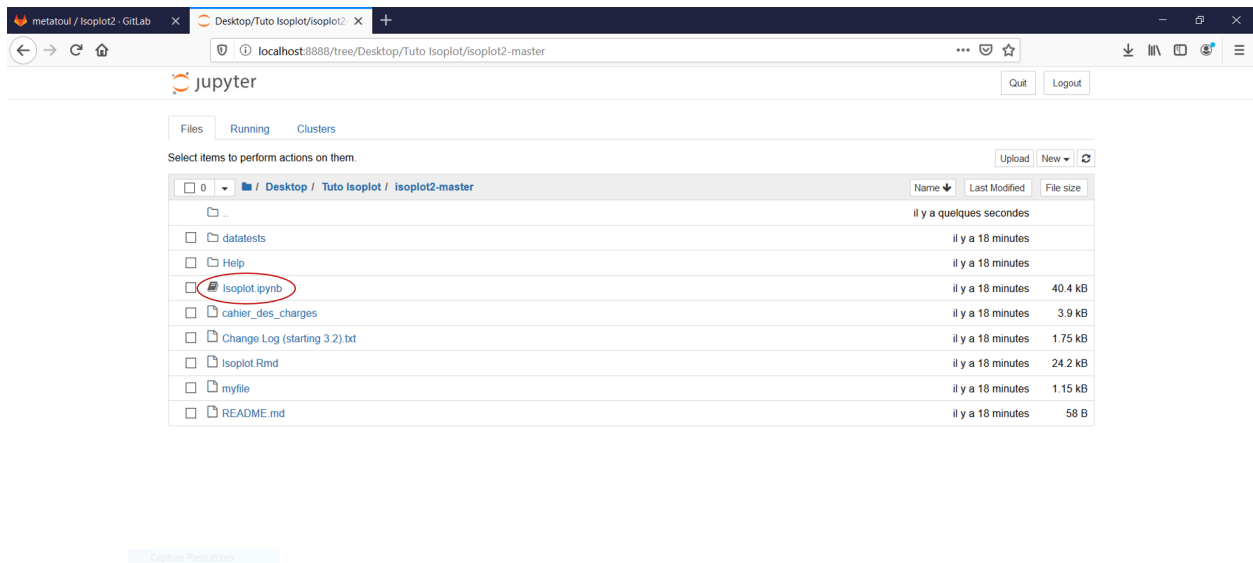 metatoul / Isoplot2 · GitLab
Desktop/Tuto Isoplot/isoplot2-
localhost:8888/tree/Desktop/Tuto Isoplot/isoplot2-master
jupyter
Quit Logout
Files Running Clusters
Select items to perform actions on them.
Upload New
0 / Desktop / Tuto Isoplot / isoplot2-master Name Last Modified File size
.. il y a quelques secondes
datatests il y a 18 minutes
Help il y a 18 minutes
Isoplot.ipynb il y a 18 minutes 40.4 kB
cahier_des_charges il y a 18 minutes 3.9 kB
Change Log (starting 3.2).txt il y a 18 minutes 1.75 kB
Isoplot.Rmd il y a 18 minutes 24.2 kB
myfile il y a 18 minutes 1.15 kB
README.md il y a 18 minutes 58 B